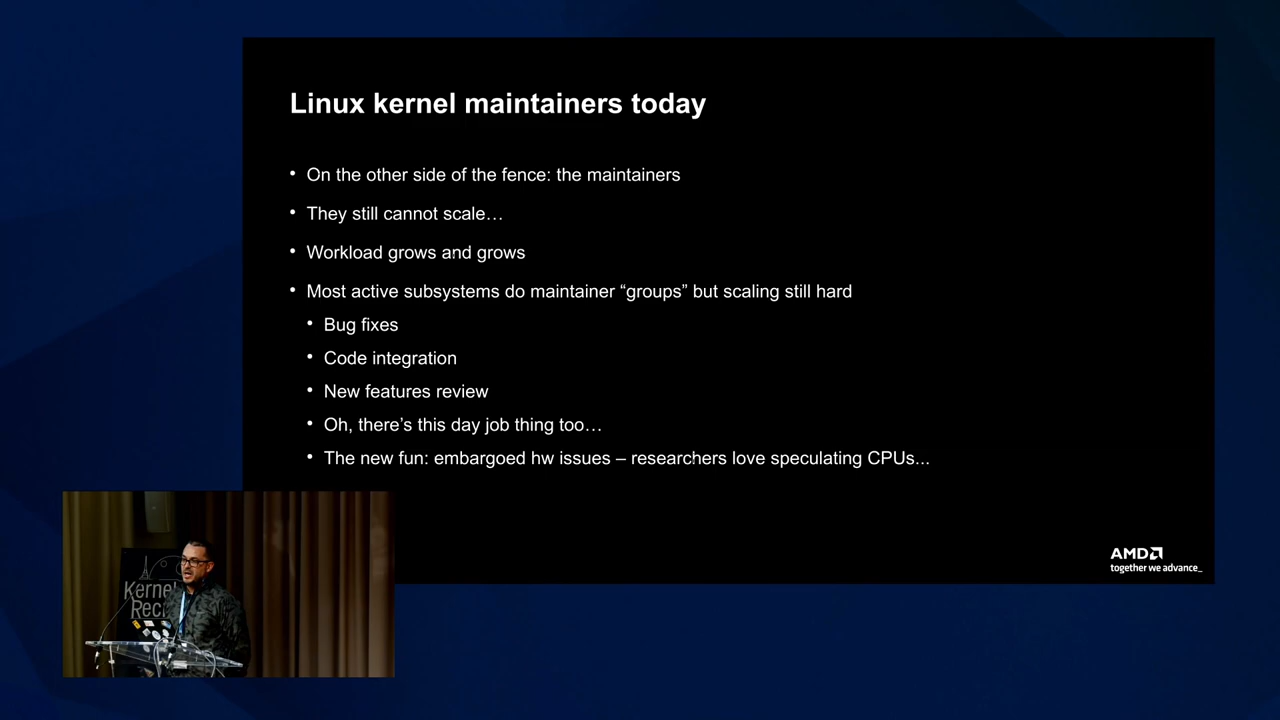 Linux kernel maintainers today
• On the other side of the fence: the maintainers
• They still cannot scale…
• Workload grows and grows
• Most active subsystems do maintainer “groups” but scaling still hard
• Bug fixes
• Code integration
• New features review
• Oh, there’s this day job thing too…
• The new fun: embargoed hw issues – researchers love speculating CPUs...
AMD
together we advance_
Kernel
Rec